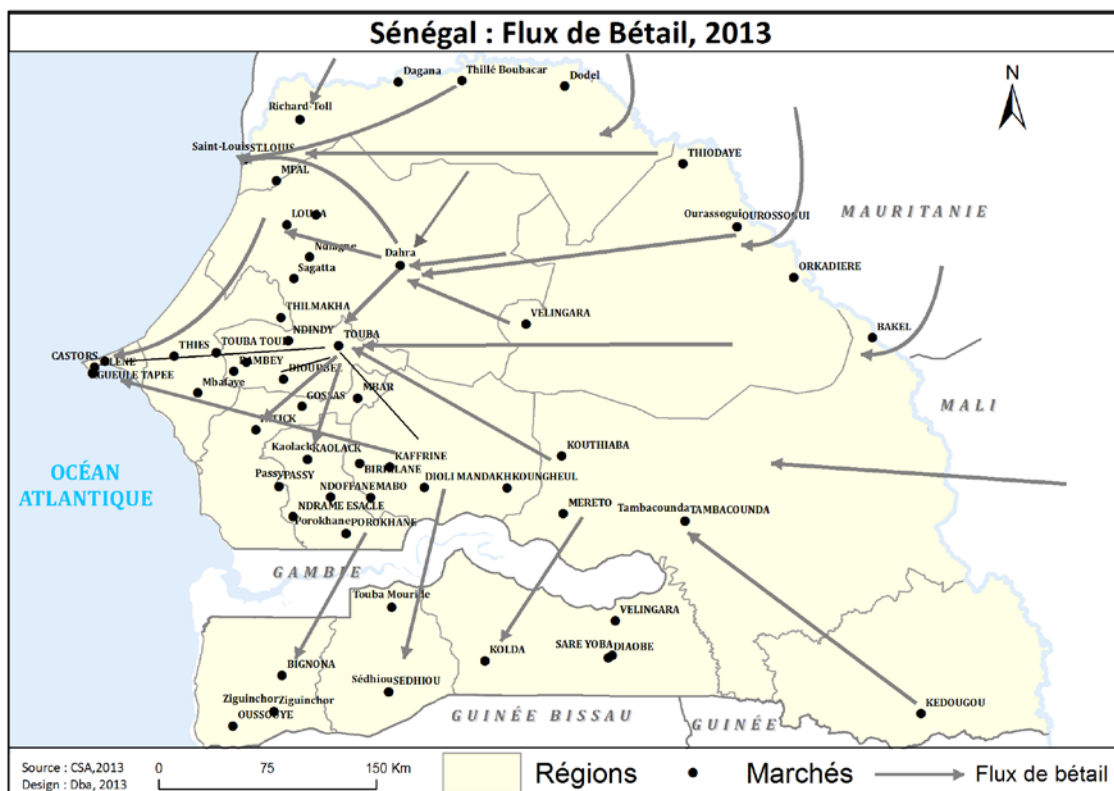 Sénégal : Flux de Bétail, 2013
N
Dagana
Thillé Boubacar
Dodel
Richard-Toll
Saint-Louis
ST.LOUIS
MPAL
THIODAYE
LOUGA
Ourassogui
OUROSSOGUI
MAURITANIE
Ndiagne
Dahra
Sagatta
ORKADIERE
THILMAKHA
VELINGARA
NDINDY
TOUBA
BAKEL
CASTORS
THIES
TOUBA TOUL
BAMBEY
GUEULE TAPEE
DIOURBEL
Mbafaye
MBAR
MALI
GOSSAS
Kaolack
KAOLACK
KAFFRINE
KOUTHIABA
BIRKILANE
OCÉAN
ATLANTIQUE
Passy
PASSY
DIOLI MANDAKH
KOUNGHEUL
NDOFFANE
MABO
NDRAME ESACLE
MERETO
Tambacounda
TAMBACOUNDA
Porokhane
POROKHANE
GAMBIE
Touba Mouride
VELINGARA
SARE YOBA
DIAOBE
KOLDA
BIGNONA
Sédhiou
SEDHIOU
Ziguinchor
Ziguinchor
OUSSOUYE
GUINÉE BISSAU
GUINÉE
KEDOUGOU
Source : CSA,2013
Design : Dba, 2013
0 75 150 Km
Régions
Marchés
Flux de bétail